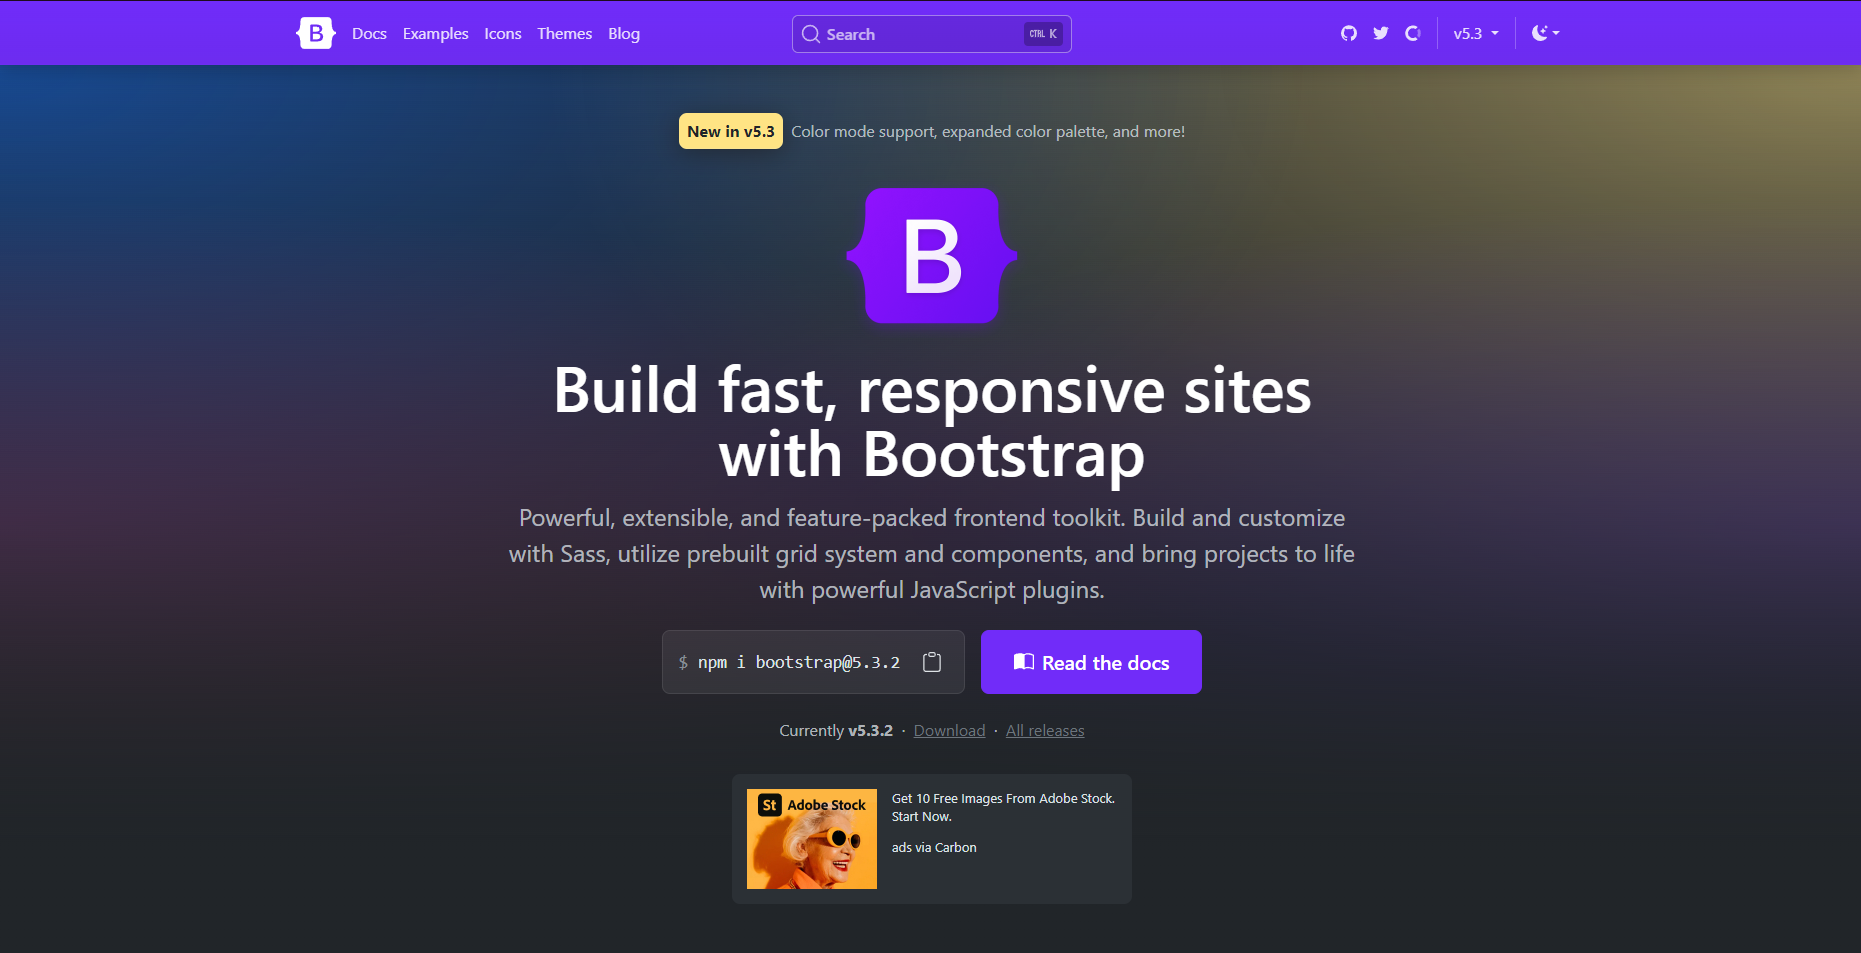 B Docs Examples Icons Themes Blog Search CTRL K v5.3
New in v5.3 Color mode support, expanded color palette, and more!
B
Build fast, responsive sites
with Bootstrap
Powerful, extensible, and feature-packed frontend toolkit. Build and customize
with Sass, utilize prebuilt grid system and components, and bring projects to life
with powerful JavaScript plugins.
$ npm i bootstrap@5.3.2 Read the docs
Currently v5.3.2 · Download · All releases
St Adobe Stock
Get 10 Free Images From Adobe Stock.
Start Now.
ads via Carbon